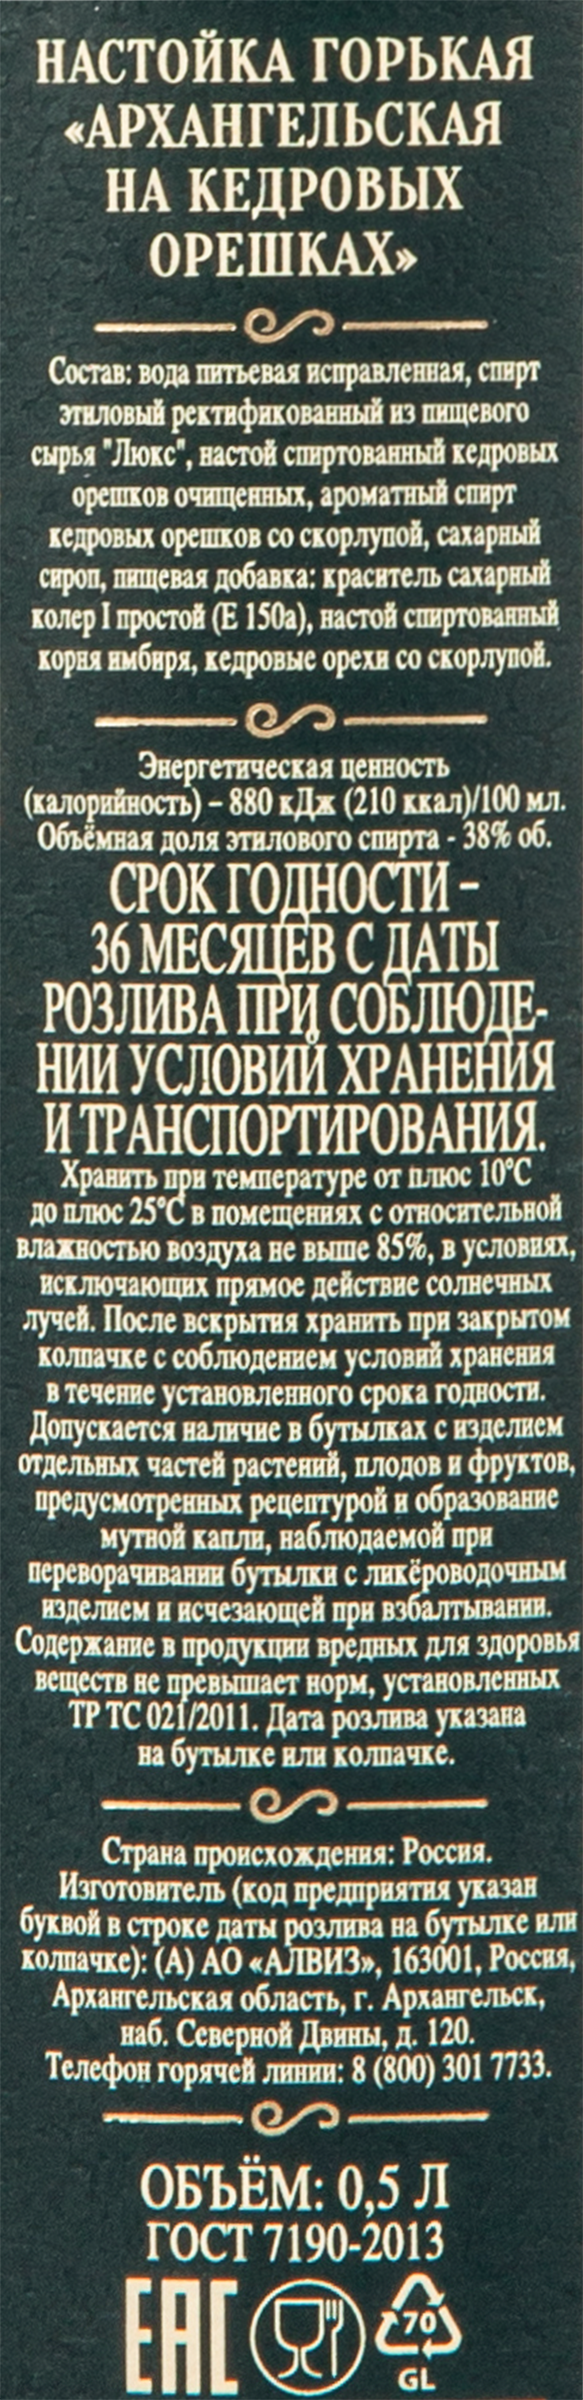 НАСТОЙКА ГОРЬКАЯ
«АРХАНГЕЛЬСКАЯ
НА КЕДРОВЫХ
ОРЕШКАХ»
Состав: вода питьевая исправленная, спирт
этиловый ректификованный из пищевого
сырья "Люкс", настой спиртованный кедровых
орешков очищенных, ароматный спирт
кедровых орешков со скорлупой, сахарный
сироп, пищевая добавка: краситель сахарный
колер I простой (Е 150а), настой спиртованный
корня имбиря, кедровые орехи со скорлупой.
Энергетическая ценность
(калорийность) – 880 кДж (210 ккал)/100 мл.
Объёмная доля этилового спирта - 38% об.
СРОК ГОДНОСТИ –
36 МЕСЯЦЕВ С ДАТЫ
РОЗЛИВА ПРИ СОБЛЮДЕ-
НИИ УСЛОВИЙ ХРАНЕНИЯ
И ТРАНСПОРТИРОВАНИЯ.
Хранить при температуре от плюс 10°С
до плюс 25°С в помещениях с относительной
влажностью воздуха не выше 85%, в условиях,
исключающих прямое действие солнечных
лучей. После вскрытия хранить при закрытом
колпачке с соблюдением условий хранения
в течение установленного срока годности.
Допускается наличие в бутылках с изделием
отдельных частей растений, плодов и фруктов,
предусмотренных рецептурой и образование
мутной капли, наблюдаемой при
переворачивании бутылки с ликёроводочным
изделием и исчезающей при взбалтывании.
Содержание в продукции вредных для здоровья
веществ не превышает норм, установленных
ТР ТС 021/2011. Дата розлива указана
на бутылке или колпачке.
Страна происхождения: Россия.
Изготовитель (код предприятия указан
буквой в строке даты розлива на бутылке или
колпачке): (А) АО «АЛВИЗ», 163001, Россия,
Архангельская область, г. Архангельск,
наб. Северной Двины, д. 120.
Телефон горячей линии: 8 (800) 301 7733.
ОБЪЁМ: 0,5 Л
ГОСТ 7190-2013
ЕАС
70
GL